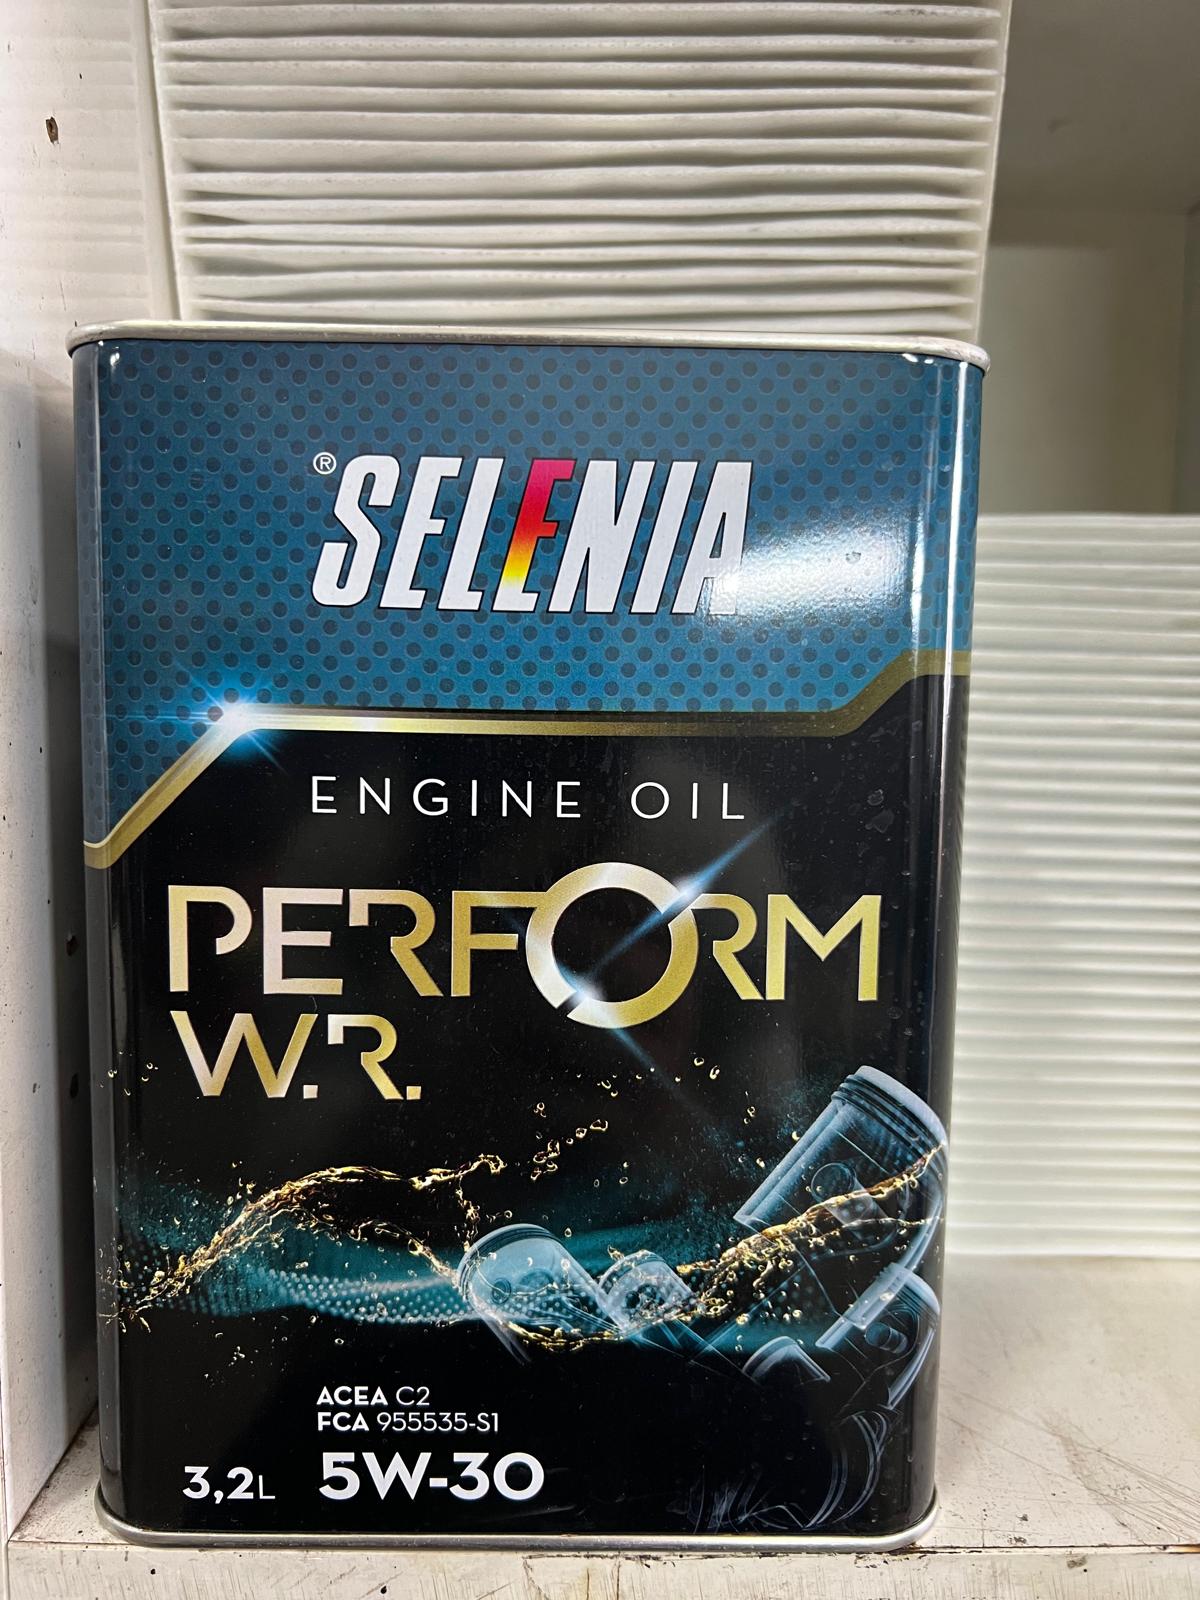 ® SELENIA
ENGINE OIL
PERFORM
W.R.
ACEA C2
FCA 955535-S1
3,2L 5W-30